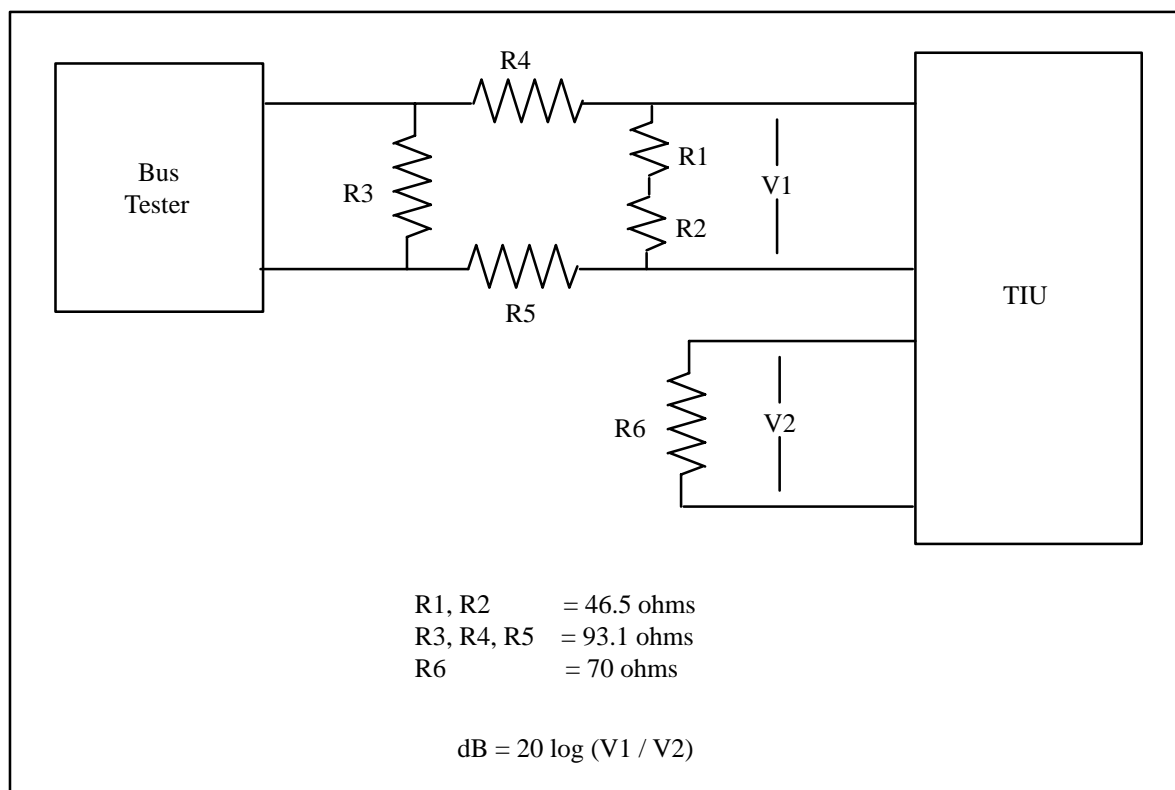 R4
Bus
Tester
R3
R1
R2
V1
R5
TIU
R6
V2
R1, R2 = 46.5 ohms
R3, R4, R5 = 93.1 ohms
R6 = 70 ohms
dB = 20 log (V1 / V2)